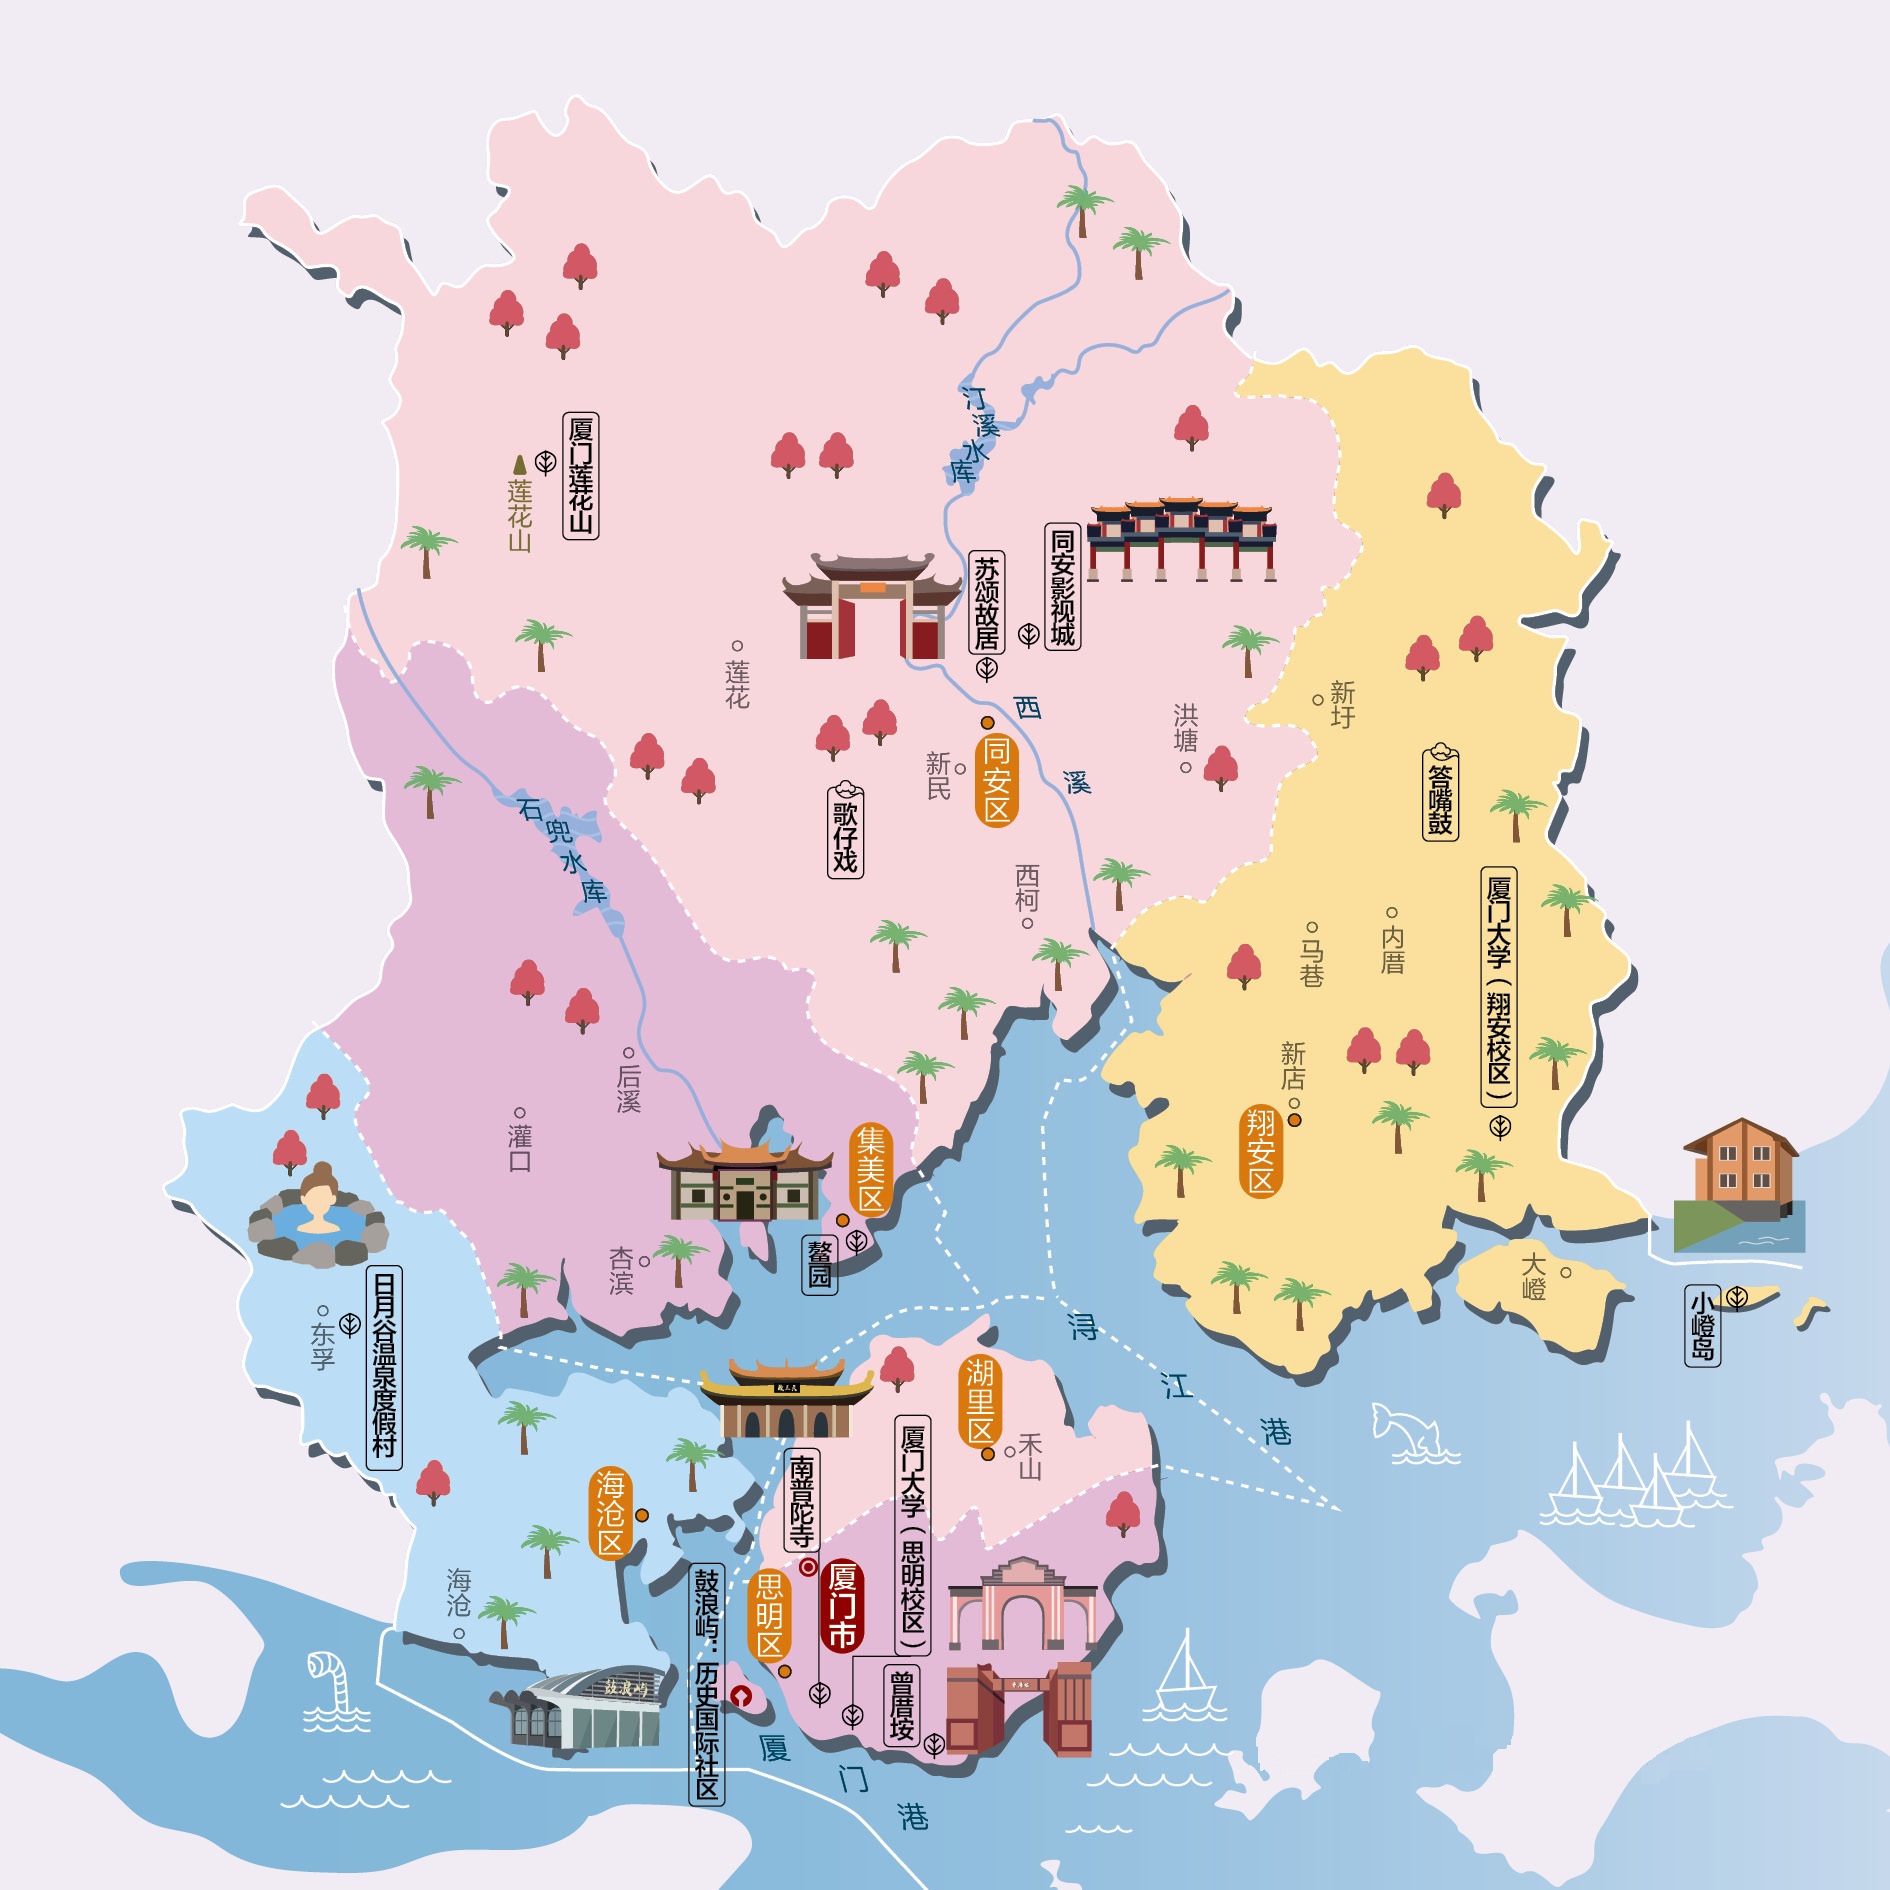 汀溪水库
厦门莲花山
莲花山
同安影视城
苏颂故居
莲花
新圩
西溪
洪塘
同安区
新民
答嘴鼓
歌仔戏
石兜水库
西柯
厦门大学（翔安校区）
内厝
马巷
后溪
新店
灌口
翔安区
集美区
鳌园
杏滨
大嶝
小嶝岛
日月谷温泉度假村
东孚
浔江港
湖里区
禾山
厦门大学（思明校区）
南普陀寺
海沧区
海沧
厦门市
思明区
鼓浪屿：历史国际社区
曾厝垵
鼓浪屿
厦门港